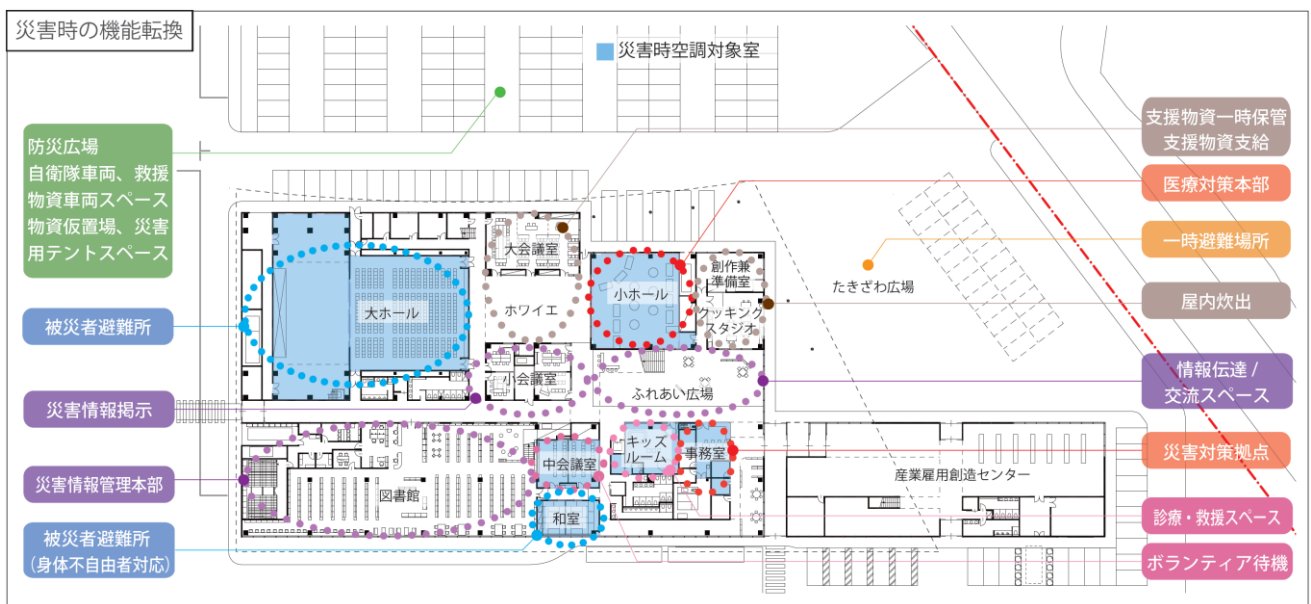 災害時の機能転換
災害時空調対象室
防災広場
自衛隊車両、救援
物資車両スペース
物資仮置場、災害
用テントスペース
被災者避難所
災害情報掲示
災害情報管理本部
被災者避難所
(身体不自由者対応)
大会議室
ホワイエ
大ホール
小ホール
創作兼
準備室
クッキング
スタジオ
たきざわ広場
小会議室
ふれあい広場
中会議室
キッズ
ルーム
事務室
図書館
和室
産業雇用創造センター
支援物資一時保管
支援物資支給
医療対策本部
一時避難場所
屋内炊出
情報伝達 /
交流スペース
災害対策拠点
診療・救援スペース
ボランティア待機